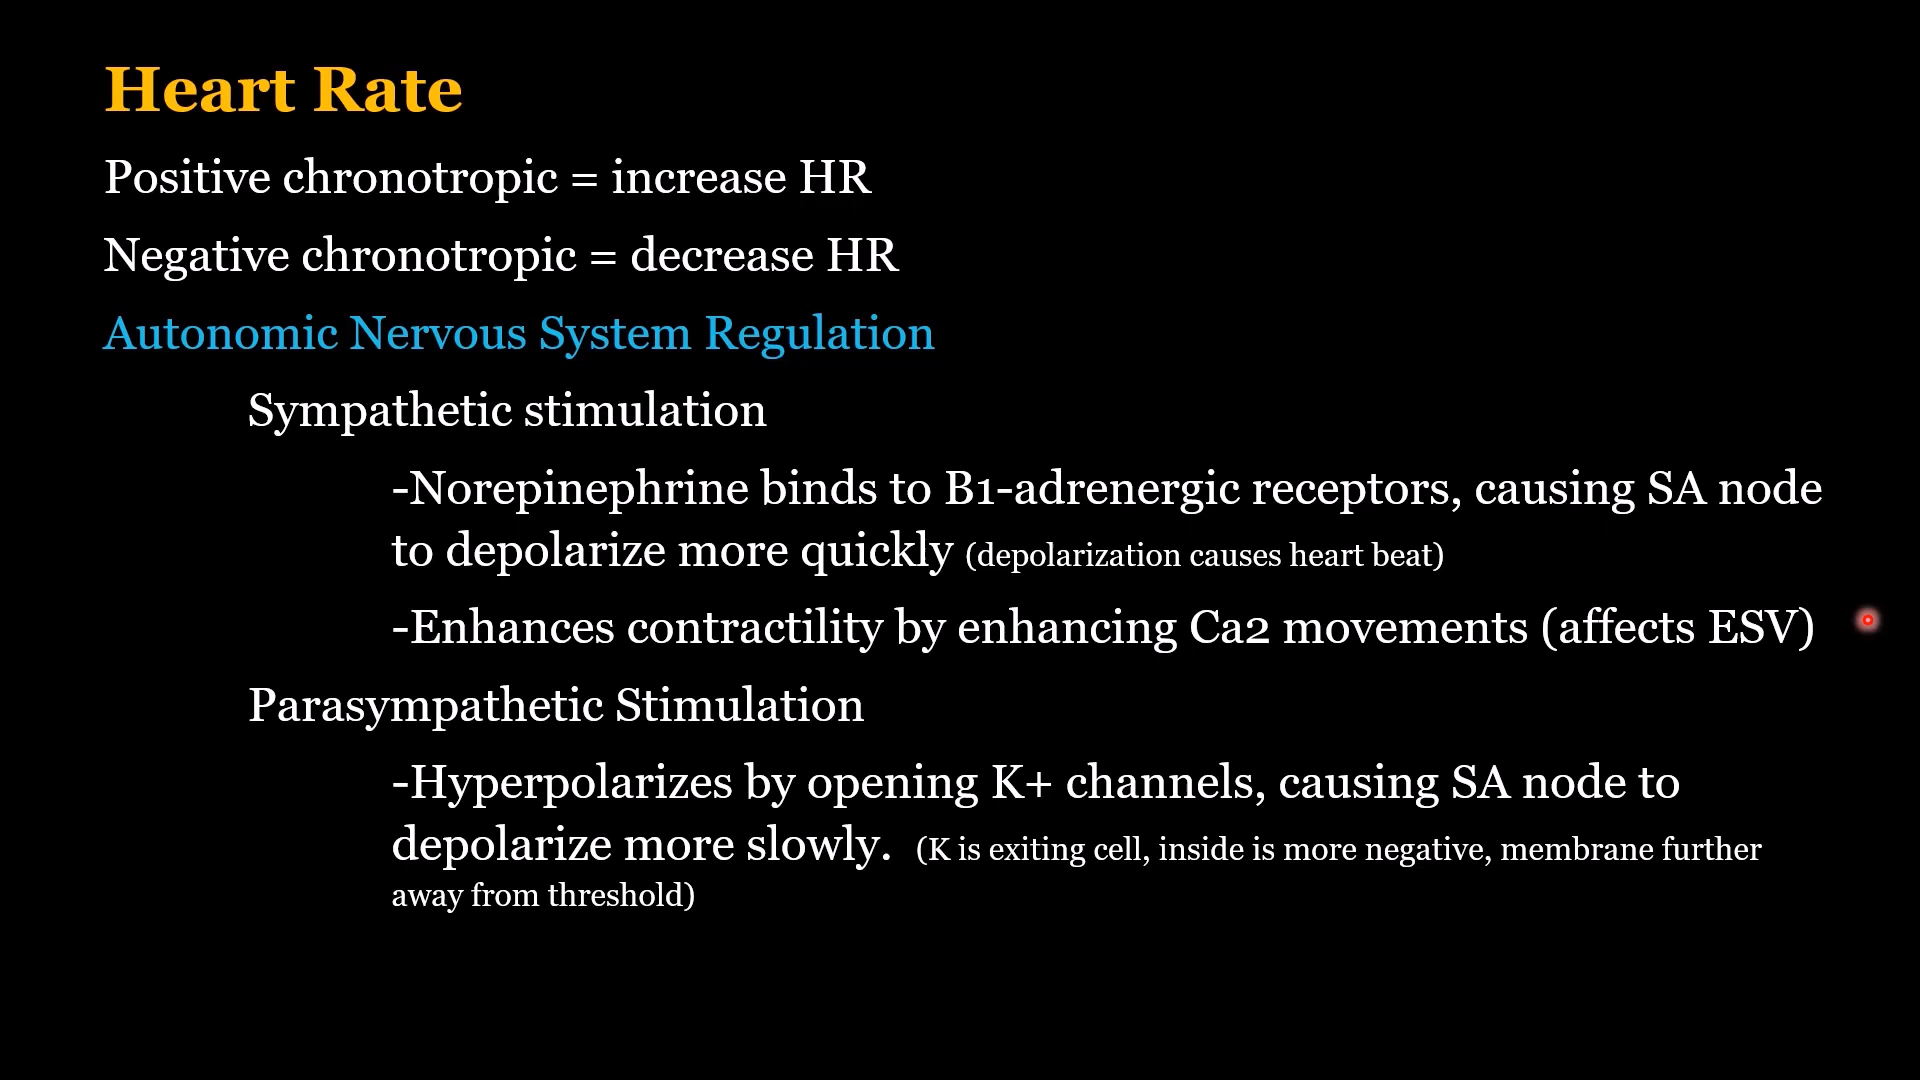 Heart Rate
Positive chronotropic = increase HR
Negative chronotropic = decrease HR
Autonomic Nervous System Regulation
Sympathetic stimulation
-Norepinephrine binds to B1-adrenergic receptors, causing SA node
to depolarize more quickly (depolarization causes heart beat)
-Enhances contractility by enhancing Ca2 movements (affects ESV)
Parasympathetic Stimulation
-Hyperpolarizes by opening K+ channels, causing SA node to
depolarize more slowly. (K is exiting cell, inside is more negative, membrane further
away from threshold)